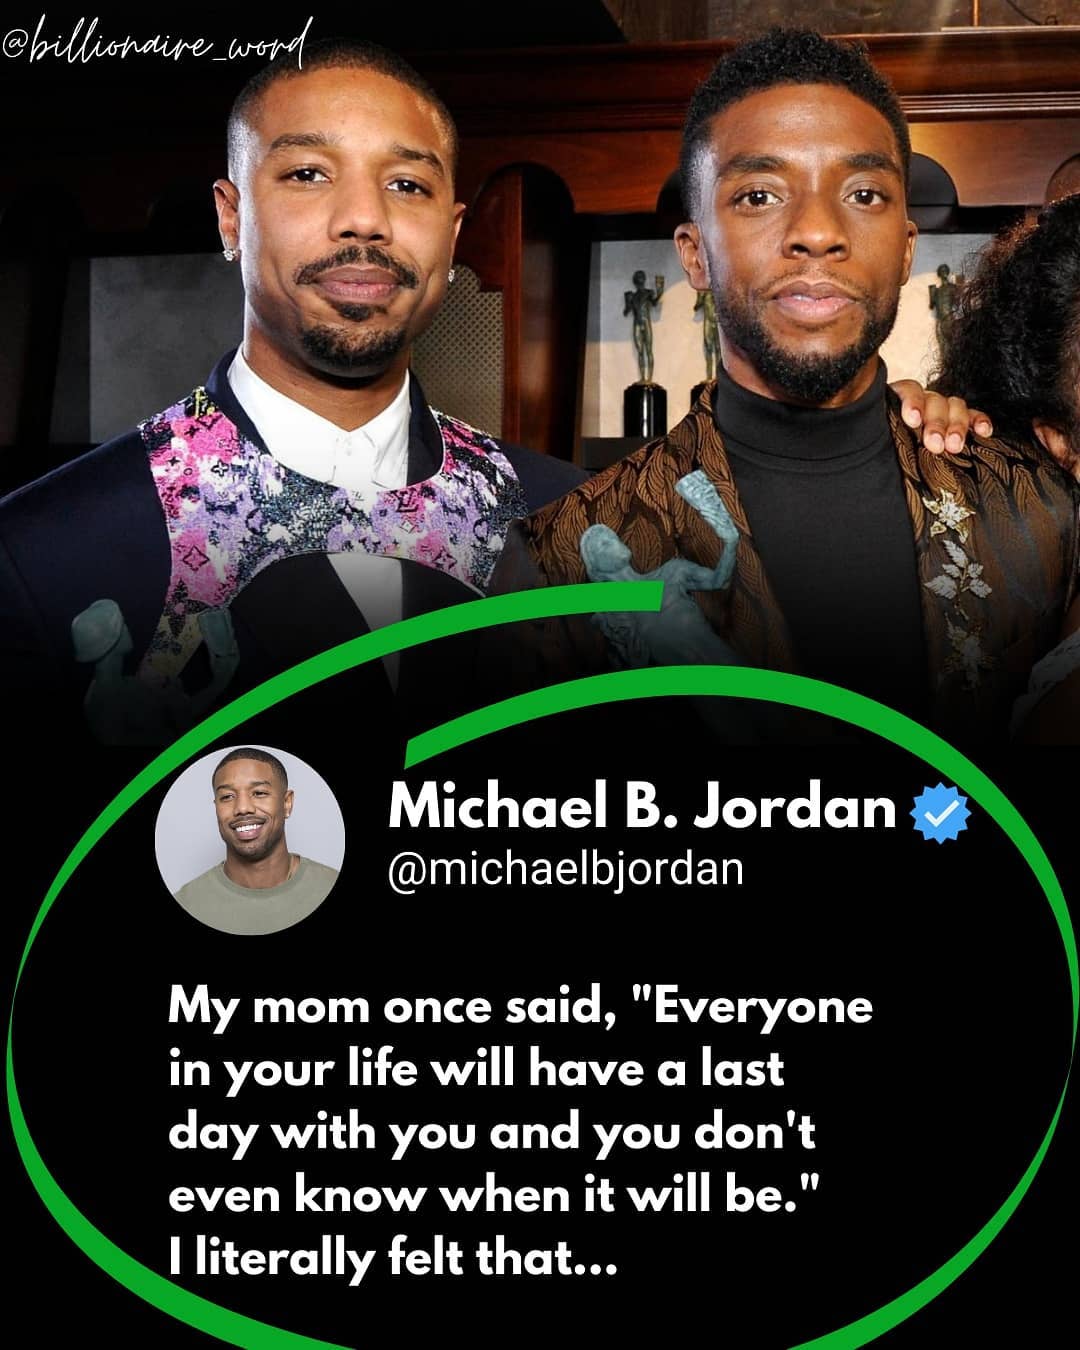 @billionaire_word
Michael B. Jordan
@michaelbjordan
My mom once said, "Everyone
in your life will have a last
day with you and you don't
even know when it will be."
I literally felt that...